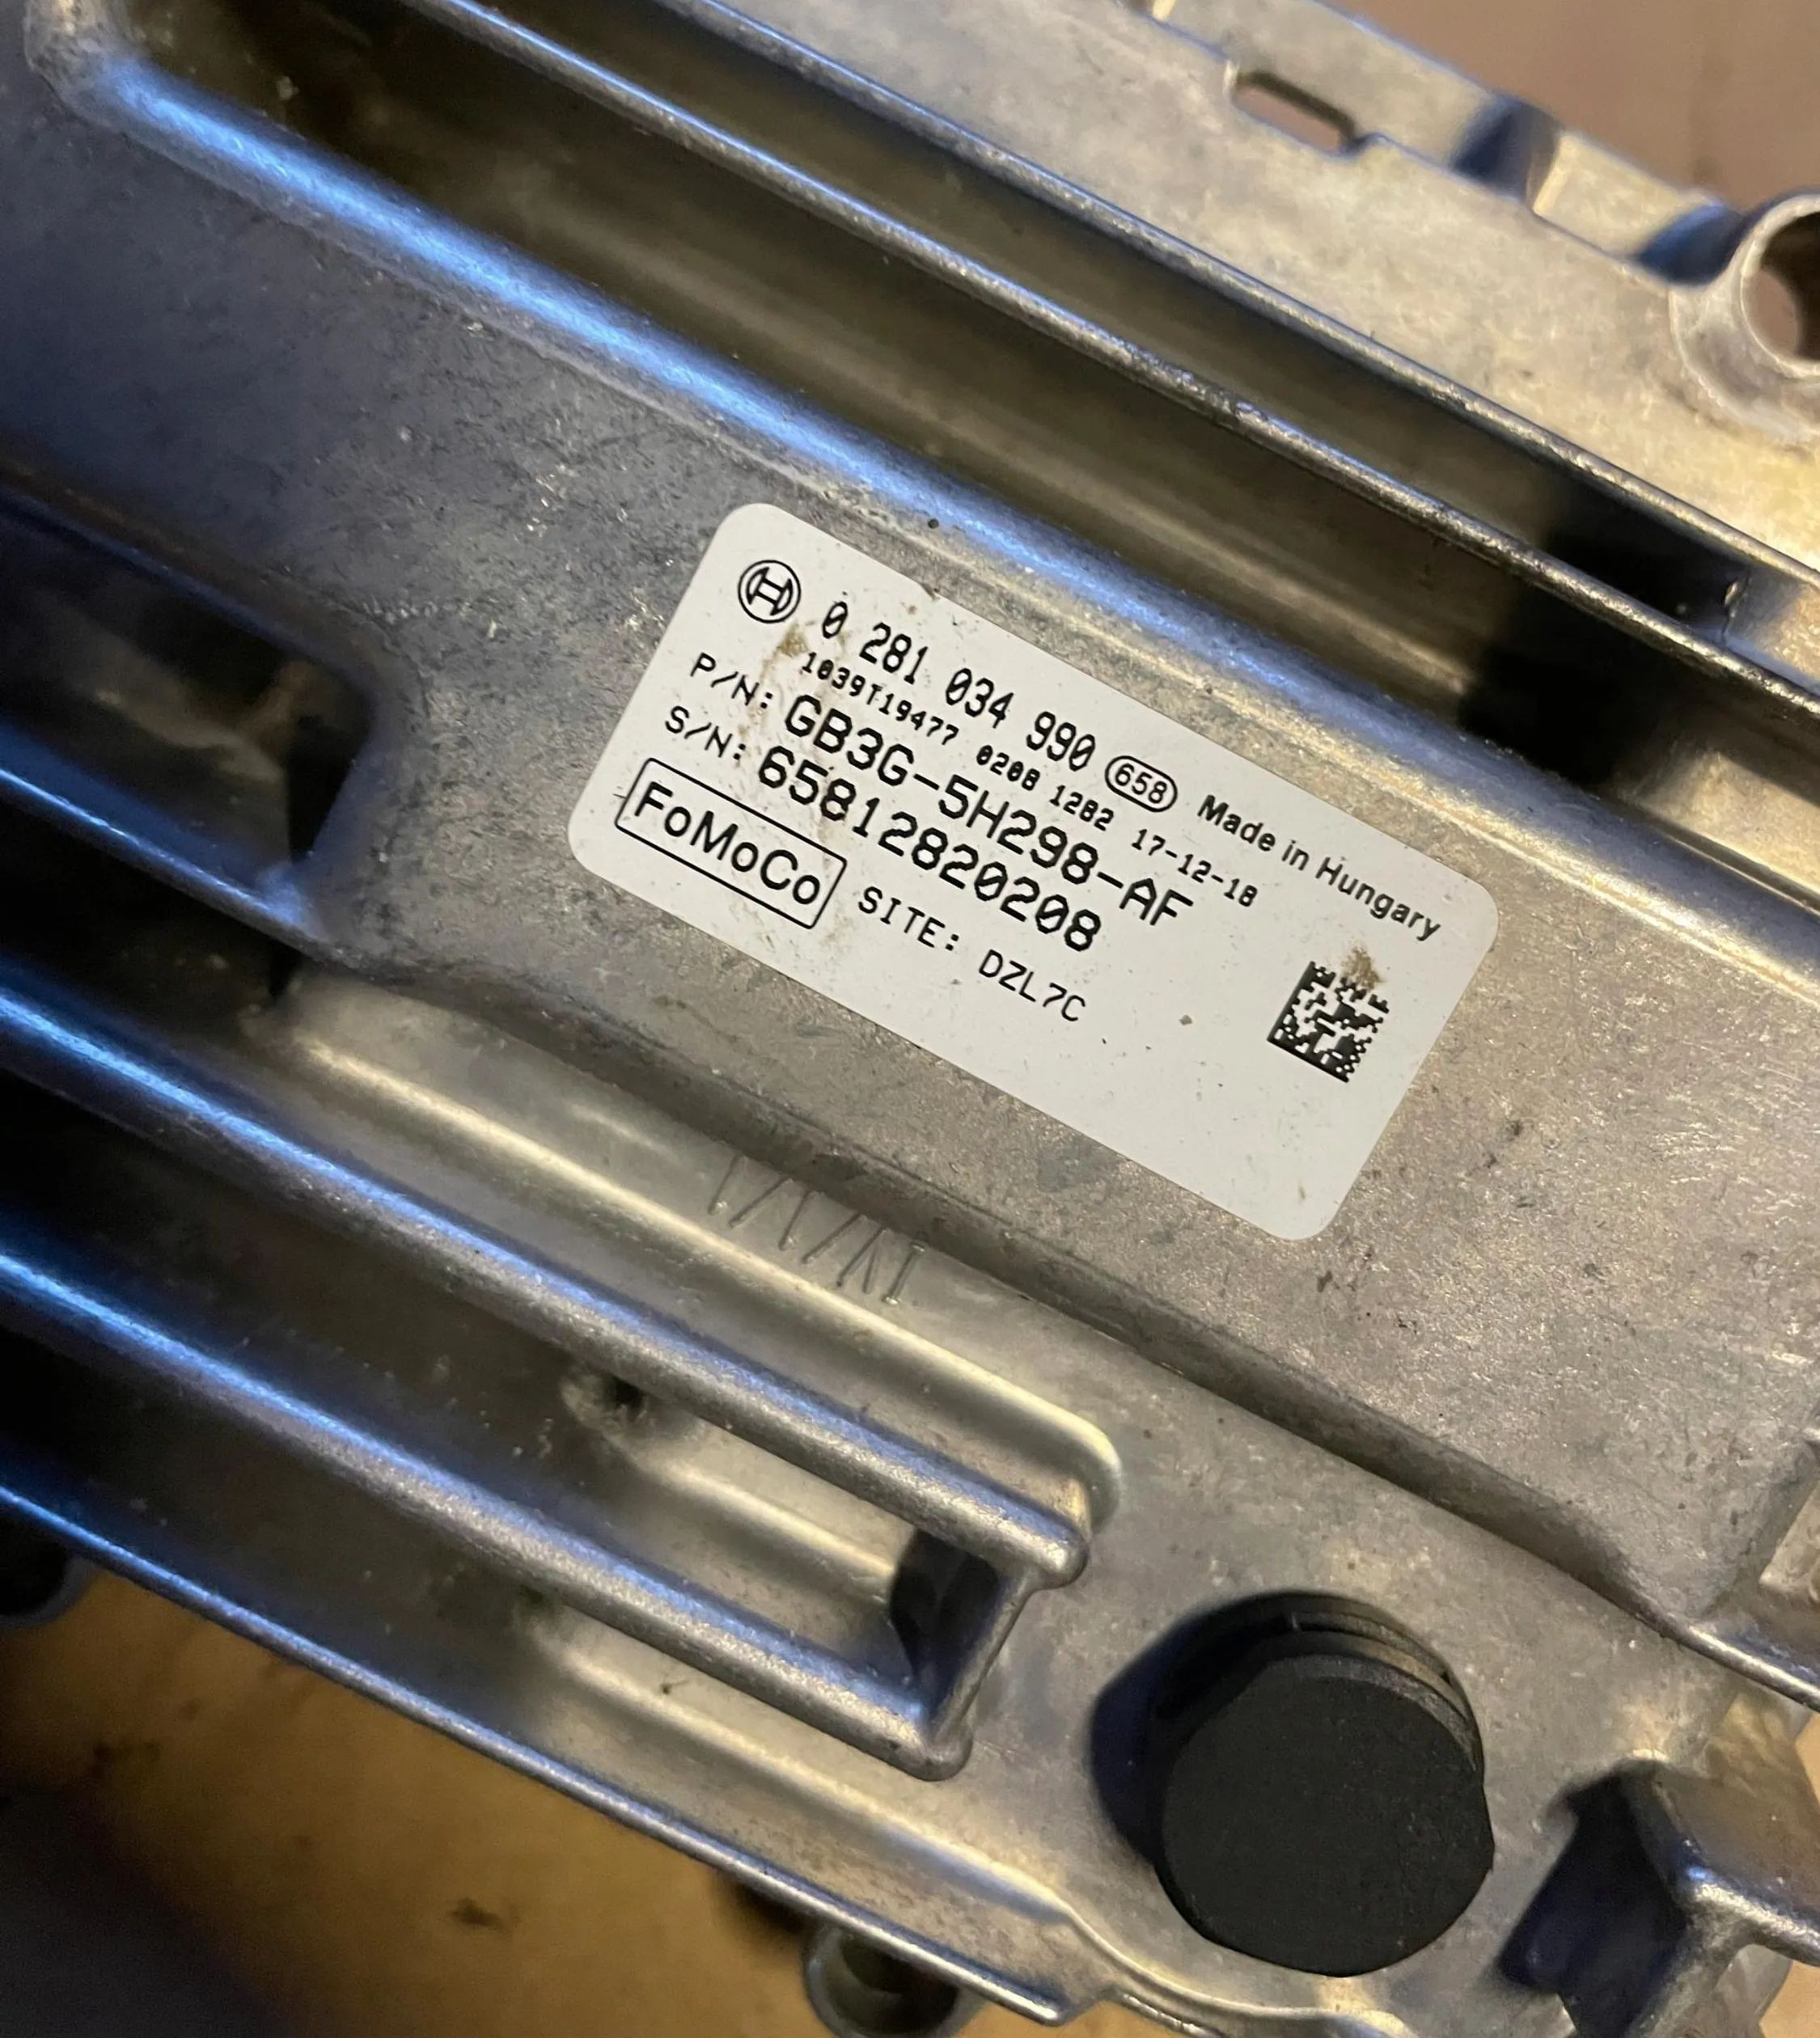 0 281 034 990 658 Made in Hungary
1039T19477 0208 1282 17-12-18
P/N: GB3G-5H298-AF
S/N: 65812820208
FoMoCo SITE: DZL7C